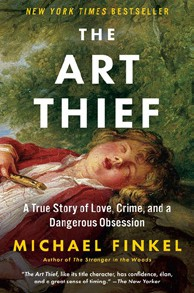 NEW YORK TIMES BESTSELLER
THE
ART
THIEF
A True Story of Love, Crime, and a
Dangerous Obsession
MICHAEL FINKEL
Author of The Stranger in the Woods
"The Art Thief, like its title character, has confidence, élan,
and a great sense of timing." —The New Yorker